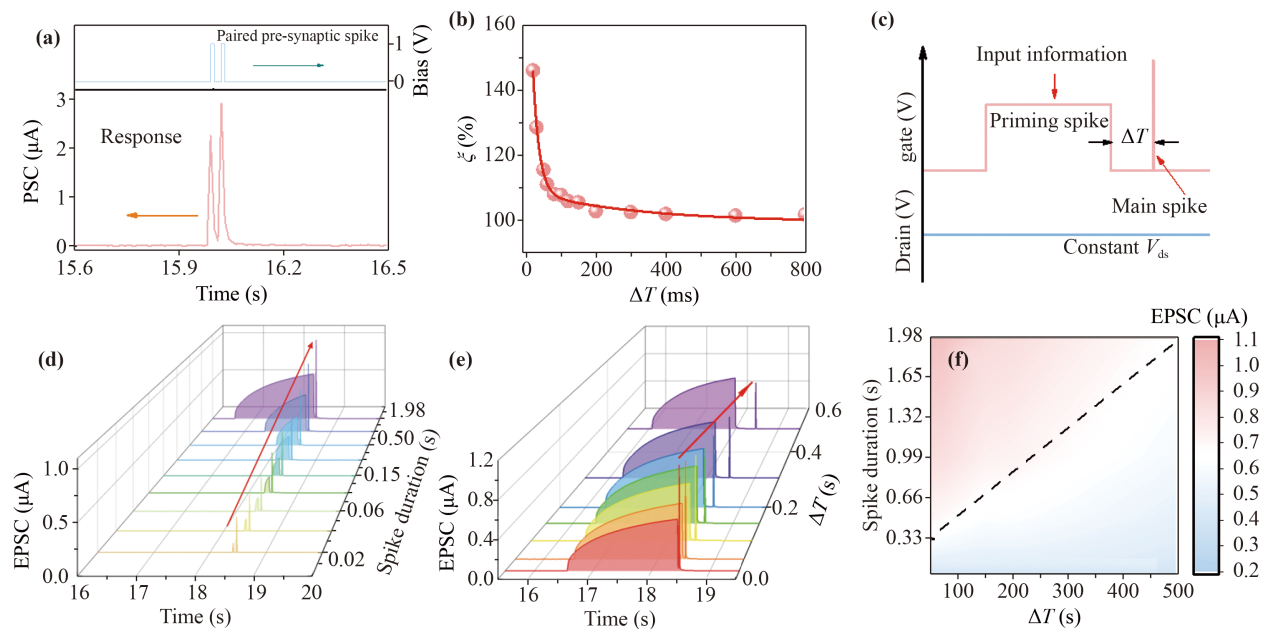 (a)
Paired pre-synaptic spike
1
0
Bias (V)
3
2
1
0
PSC (μA)
Response
15.6
15.9
16.2
16.5
Time (s)
(b)
160
140
120
100
ξ (%)
0
200
400
600
800
ΔT (ms)
(c)
Input information
Priming spike
ΔT
Main spike
gate (V)
Drain (V)
Constant Vds
(d)
1.0
0.5
0.0
EPSC (μA)
16
17
18
19
20
Time (s)
0.02
0.06
0.15
0.50
1.98
Spike duration (s)
(e)
1.2
0.8
0.4
0.0
EPSC (μA)
16
17
18
19
Time (s)
0.0
0.2
0.4
0.6
ΔT (s)
(f)
1.98
1.65
1.32
0.99
0.66
0.33
Spike duration (s)
100
200
300
400
500
ΔT (s)
EPSC (μA)
1.1
1.0
0.9
0.8
0.7
0.6
0.5
0.4
0.3
0.2